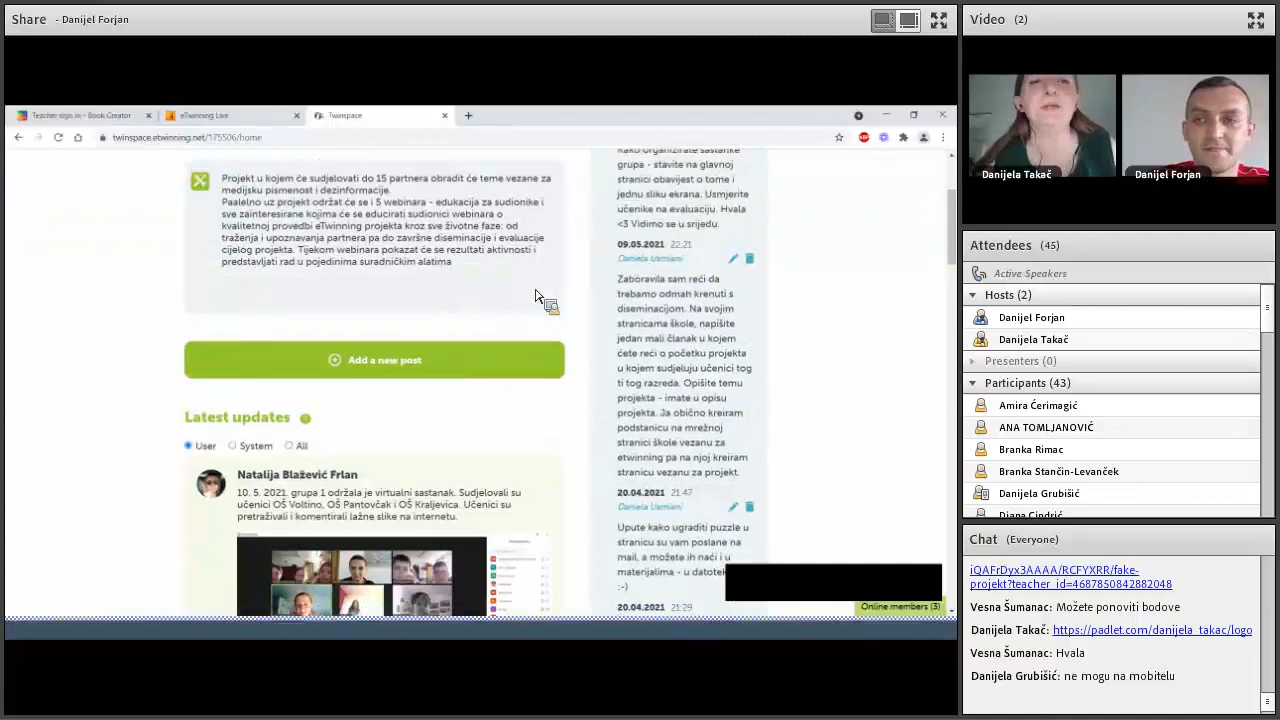 Share - Danijel Forjan
Teacher sign in - Book Creator
eTwinning Live
Twinspace
twinspace.etwinning.net/175506/home
Projekt u kojem će sudjelovati do 15 partnera obradit će teme vezane za
medijsku pismenost i dezinformacije.
Paalelno uz projekt održat će se i 5 webinara - edukacija za sudionike i
sve zainteresirane kojima će se educirati sudionici webinara o
kvalitetnoj provedbi eTwinning projekta kroz sve životne faze: od
traženja i upoznavanja partnera pa do završne diseminacije i evaluacije
cijelog projekta. Tijekom webinara pokazat će se rezultati aktivnosti i
predstavljati rad u pojedinima suradničkim alatima
Add a new post
Latest updates
User
System
All
Natalija Blažević Frlan
10. 5. 2021. grupa 1 održala je virtualni sastanak. Sudjelovali su
učenici OŠ Voltino, OŠ Pantovčak i OŠ Kraljevica. Učenici su
pretraživali i komentirali lažne slike na internetu.
Kako organizirate sastanke
grupa - stavite na glavnoj
stranici obavijest o tome i
jednu sliku ekrana. Usmjerite
učenike na evaluaciju. Hvala
<3 Vidimo se u srijedu.
09.05.2021 22:21
Daniela Usmiani
Zaboravila sam reći da
trebamo odmah krenuti s
diseminacijom. Na svojim
stranicama škole, napišite
jedan mali članak u kojem
ćete reći o početku projekta
u kojem sudjeluju učenici tog
ti tog razreda. Opišite temu
projekta - imate u opisu
projekta. Ja obično kreiram
podstanicu na mrežnoj
stranici škole vezanu za
etwinning pa na njoj kreiram
stranicu vezanu za projekt.
20.04.2021 21:47
Daniela Usmiani
Upute kako ugraditi puzzle u
stranicu su vam poslane na
mail, a možete ih naći i u
materijalima - u datotek
:-)
20.04.2021 21:29
Online members (3)
Video (2)
Danijela Takač
Danijel Forjan
Attendees (45)
Active Speakers
Hosts (2)
Danijel Forjan
Danijela Takač
Presenters (0)
Participants (43)
Amira Ćerimagić
ANA TOMLJANOVIĆ
Branka Rimac
Branka Stančin-Levanček
Danijela Grubišić
Diana Cindrić
Chat (Everyone)
iQAFrDyx3AAAA/RCFYXRR/fake-
projekt?teacher_id=4687850842882048
Vesna Šumanac: Možete ponoviti bodove
Danijela Takač: https://padlet.com/danijela_takac/logo
Vesna Šumanac: Hvala
Danijela Grubišić: ne mogu na mobitelu